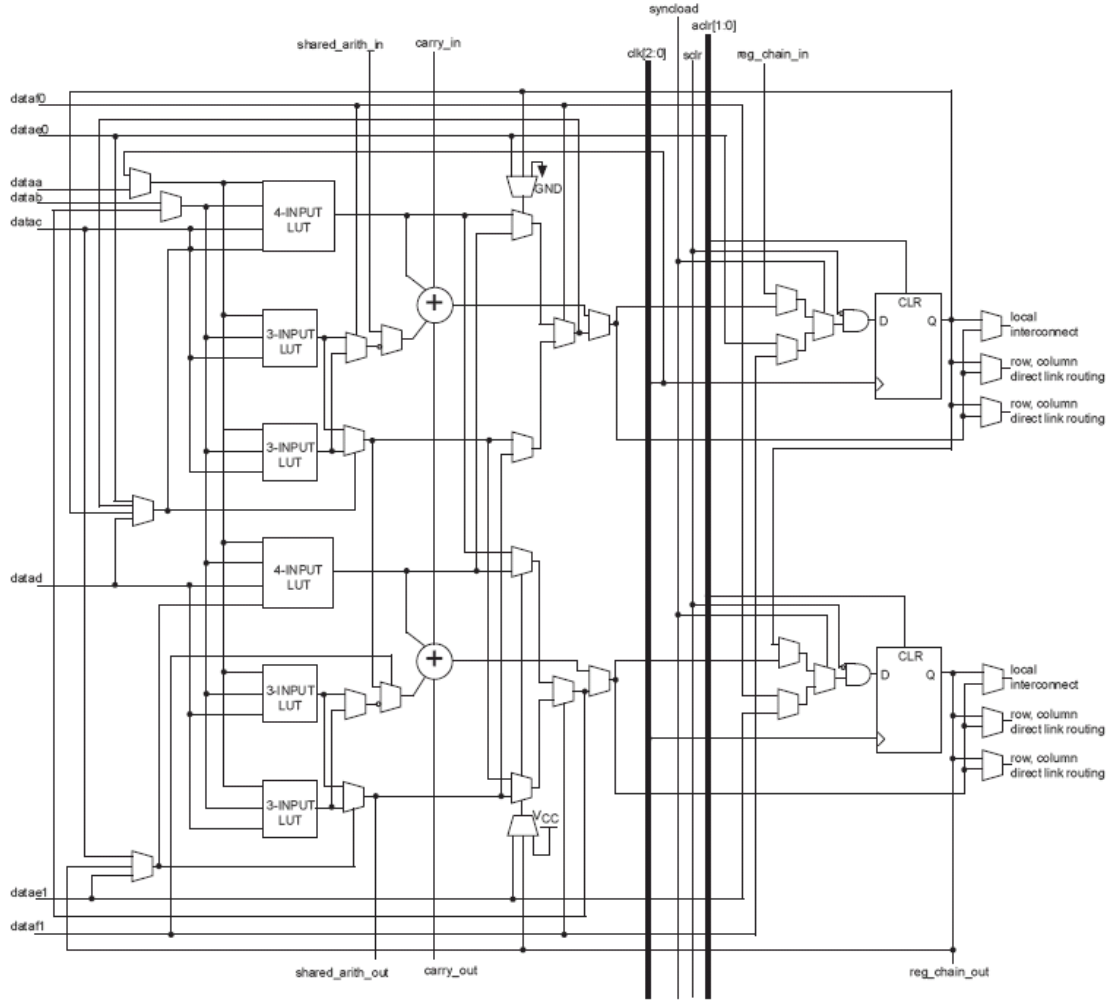 syncload
aclr[1:0]
shared_arith_in
carry_in
clk[2:0]
sclr
reg_chain_in
dataf0
datae0
dataa
datab
datac
GND
4-INPUT
LUT
+
CLR
D
Q
local
interconnect
3-INPUT
LUT
row, column
direct link routing
row, column
direct link routing
3-INPUT
LUT
datad
4-INPUT
LUT
+
CLR
D
Q
local
interconnect
3-INPUT
LUT
row, column
direct link routing
row, column
direct link routing
3-INPUT
LUT
VCC
datae1
dataf1
shared_arith_out
carry_out
reg_chain_out